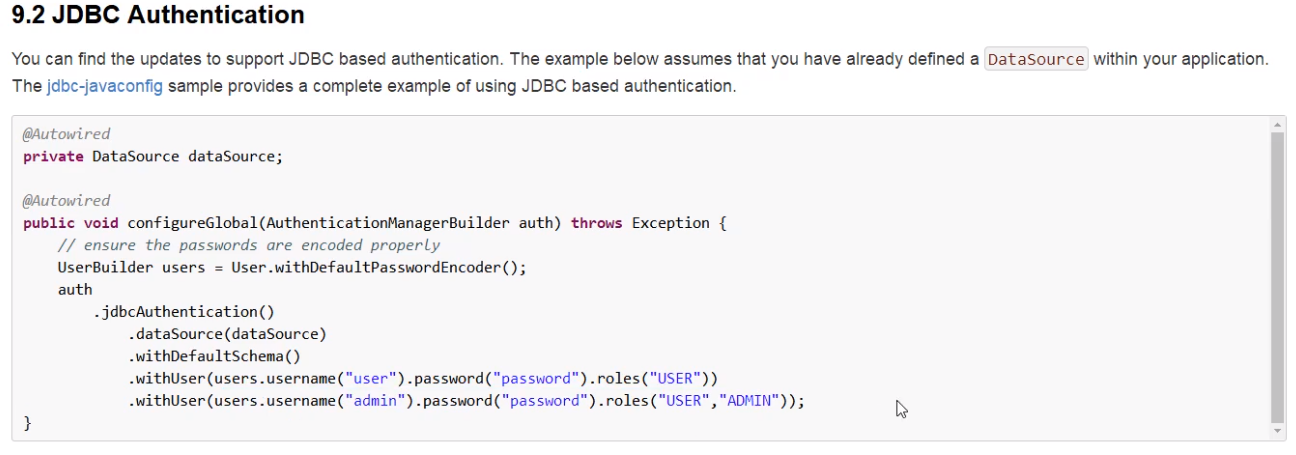 9.2 JDBC Authentication
You can find the updates to support JDBC based authentication. The example below assumes that you have already defined a DataSource within your application.
The jdbc-javaconfig sample provides a complete example of using JDBC based authentication.
@Autowired
private DataSource dataSource;
@Autowired
public void configureGlobal(AuthenticationManagerBuilder auth) throws Exception {
    // ensure the passwords are encoded properly
    UserBuilder users = User.withDefaultPasswordEncoder();
    auth
        .jdbcAuthentication()
            .dataSource(dataSource)
            .withDefaultSchema()
            .withUser(users.username("user").password("password").roles("USER"))
            .withUser(users.username("admin").password("password").roles("USER","ADMIN"));
}